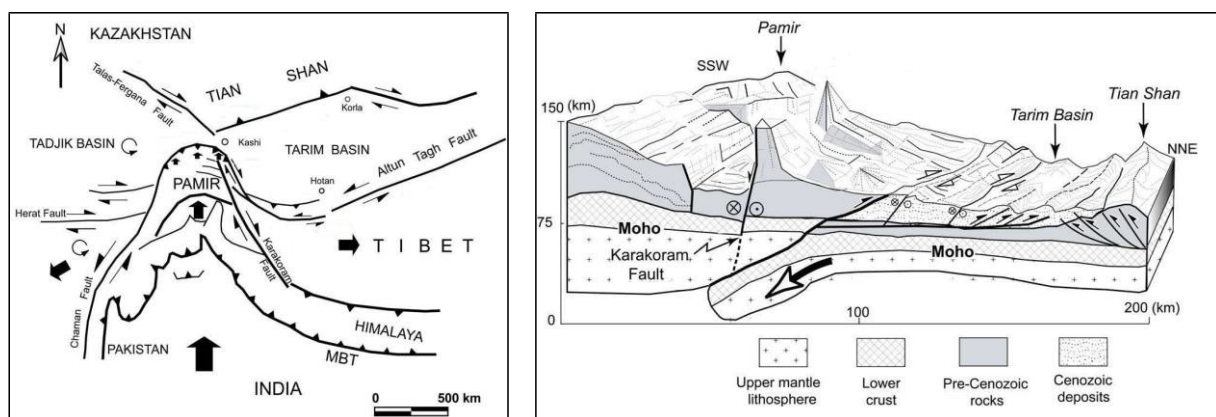 N
KAZAKHSTAN
Talas-Fergana
Fault
TIAN
SHAN
Korla
Kashi
TADJIK BASIN
TARIM BASIN
Altun Tagh Fault
Hotan
PAMIR
Herat Fault
TIBET
Karakoram
Fault
Chaman
Fault
HIMALAYA
PAKISTAN
MBT
INDIA
0
500 km
Pamir
SSW
150 (km)
Tian Shan
Tarim Basin
NNE
75
Moho
Karakoram
Fault
Moho
0
100
200
(km)
Upper mantle
lithosphere
Lower
crust
Pre-Cenozoic
rocks
Cenozoic
deposits